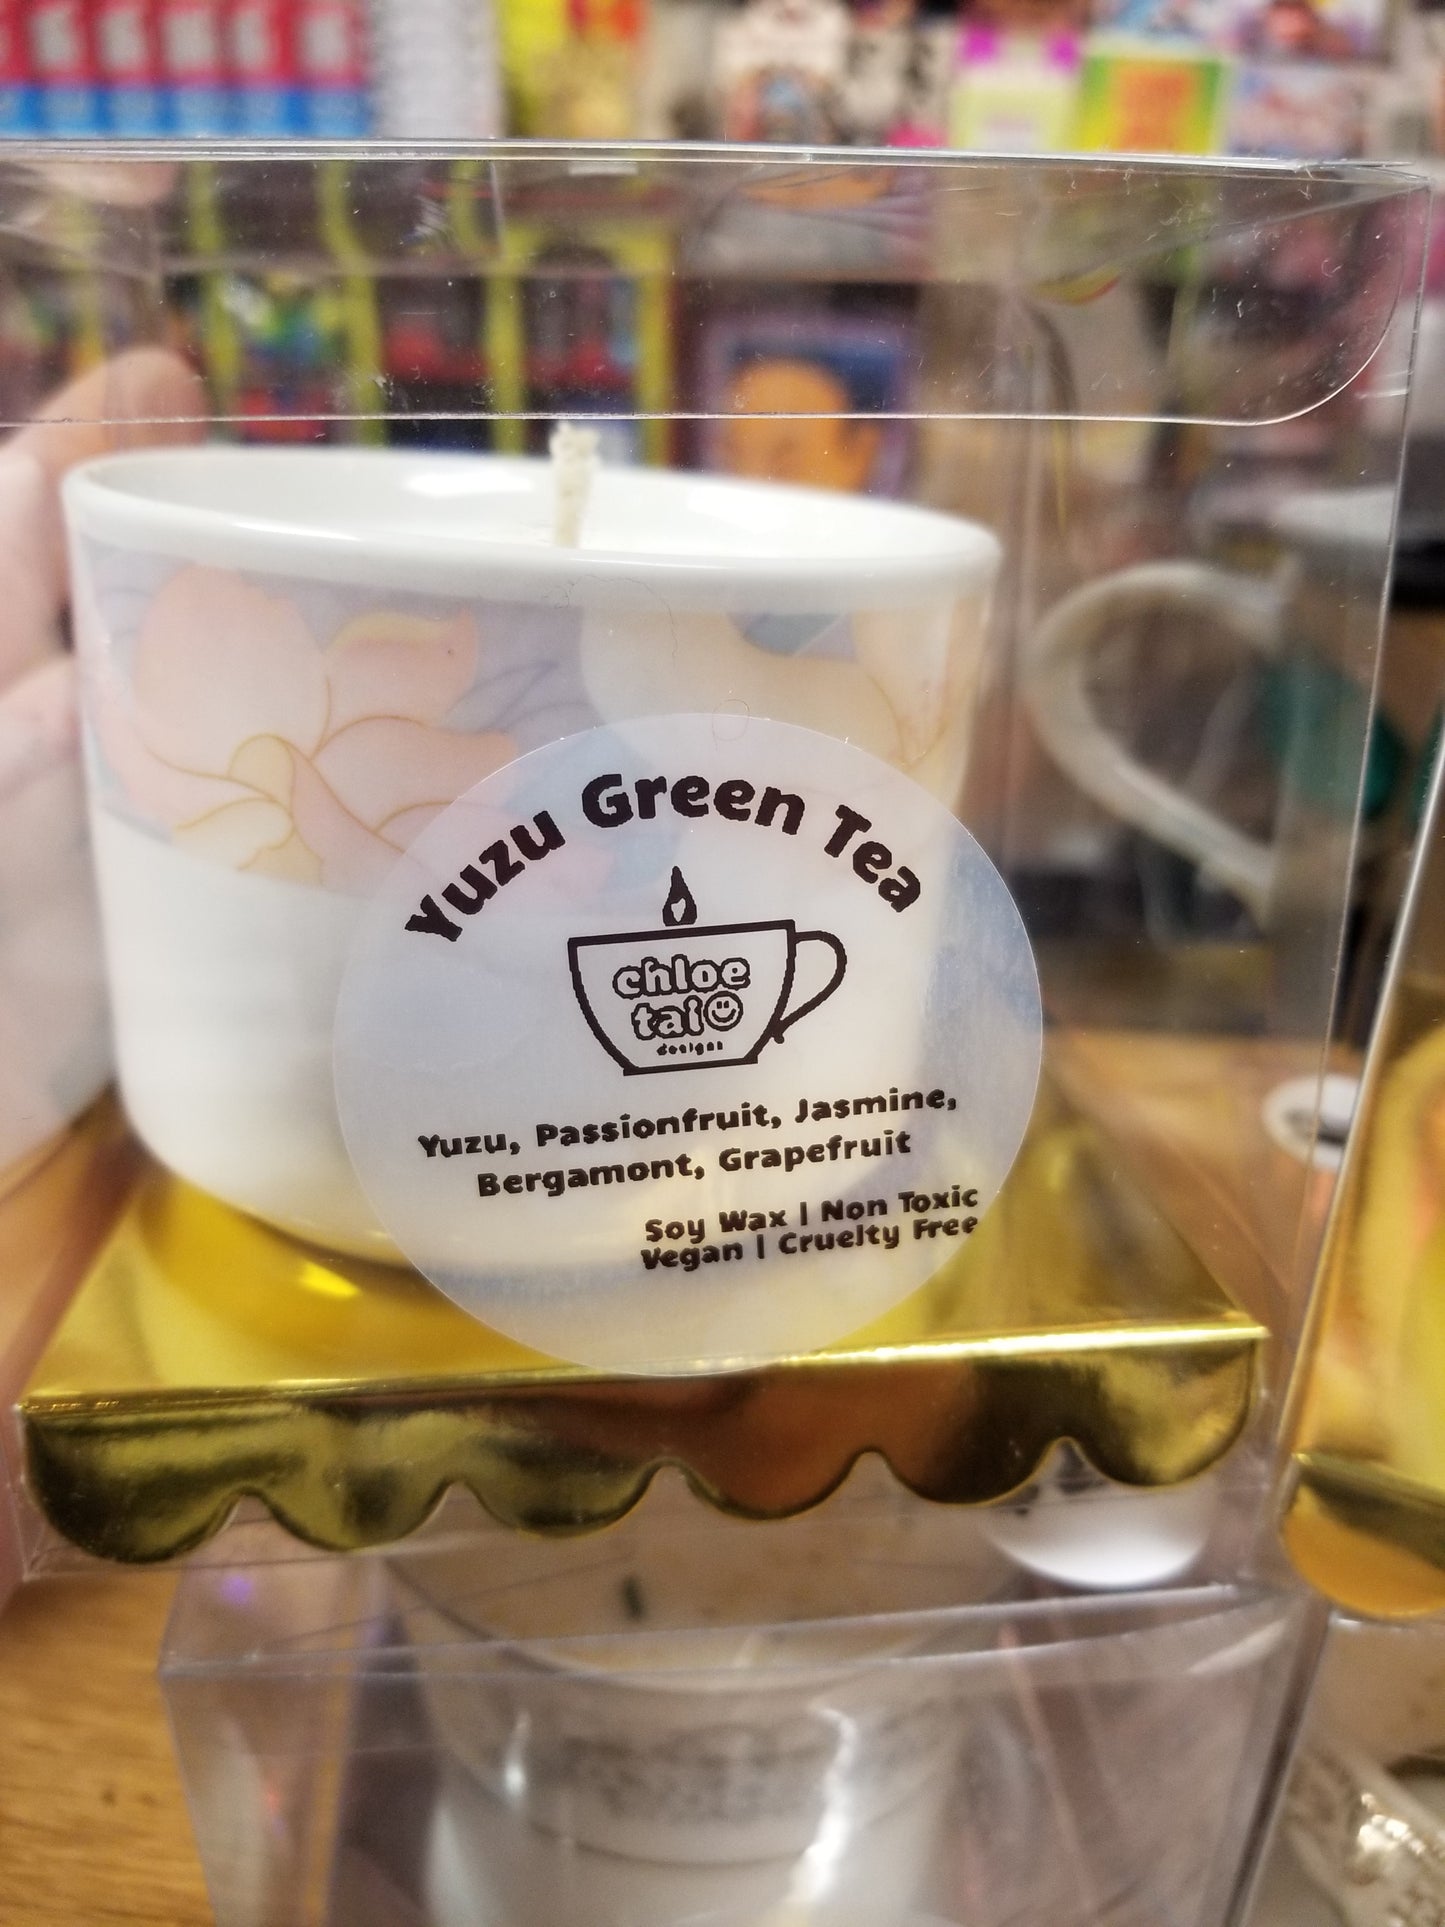 Yuzu Green Tea
chloe
tai
designs
Yuzu, Passionfruit, Jasmine,
Bergamont, Grapefruit
Soy Wax | Non Toxic
Vegan | Cruelty Free